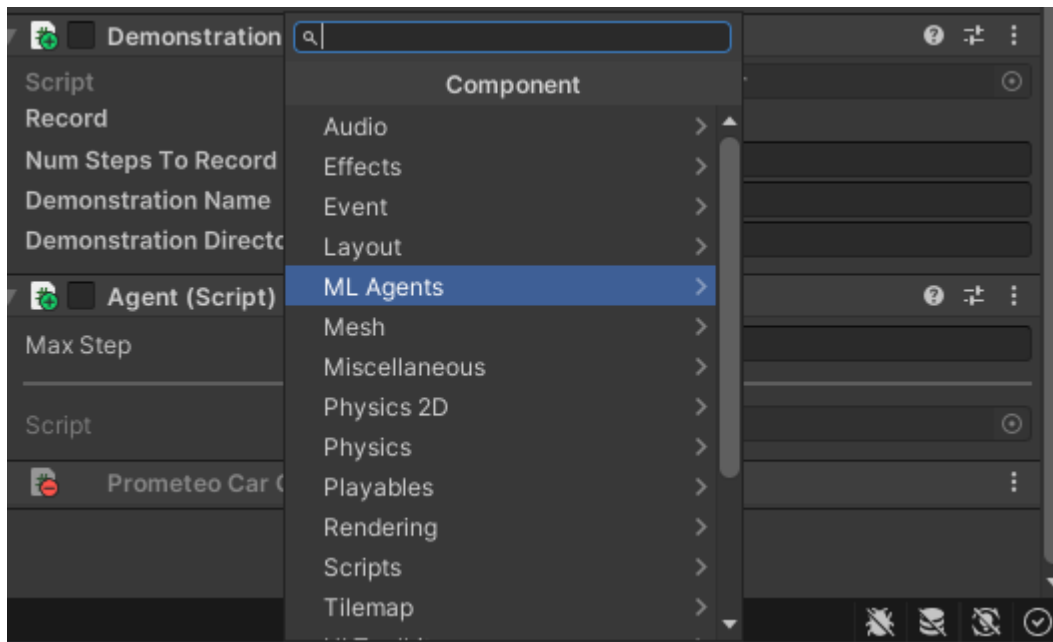 Demonstration
Component
Script
Record
Num Steps To Record
Demonstration Name
Demonstration Directo
Agent (Script)
Max Step
Script
Prometeo Car C
Audio
Effects
Event
Layout
ML Agents
Mesh
Miscellaneous
Physics 2D
Physics
Playables
Rendering
Scripts
Tilemap